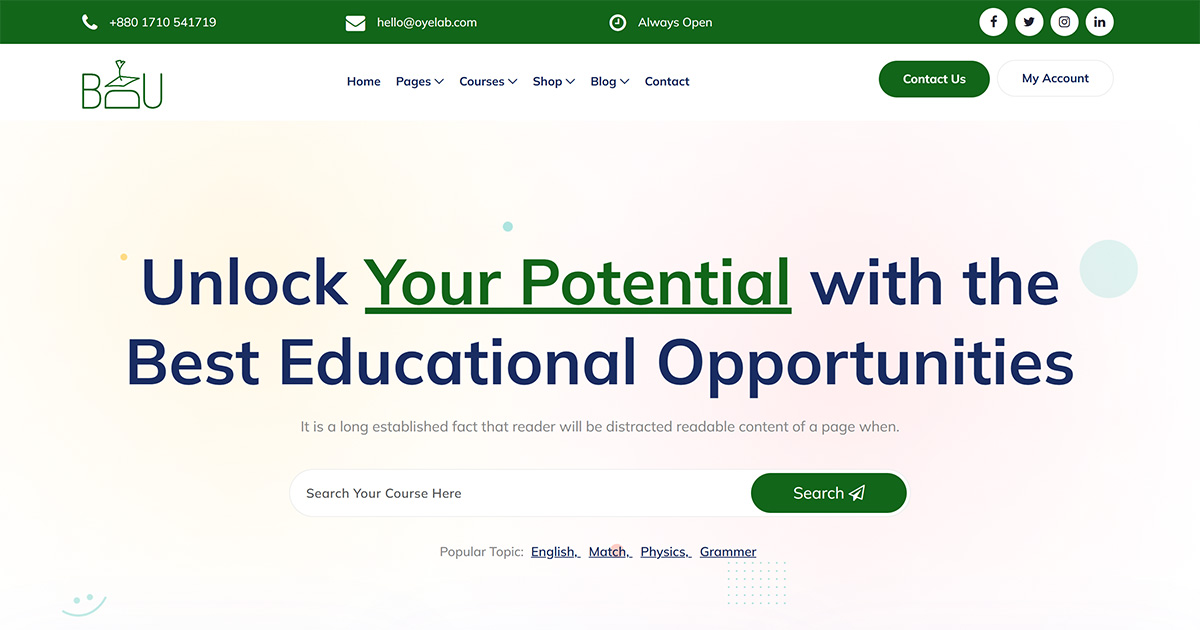 +880 1710 541719
hello@oyelab.com
Always Open
BAU
Home Pages Courses Shop Blog Contact
Contact Us
My Account
Unlock Your Potential with the
Best Educational Opportunities
It is a long established fact that reader will be distracted readable content of a page when.
Search Your Course Here
Search
Popular Topic: English, Match, Physics, Grammer